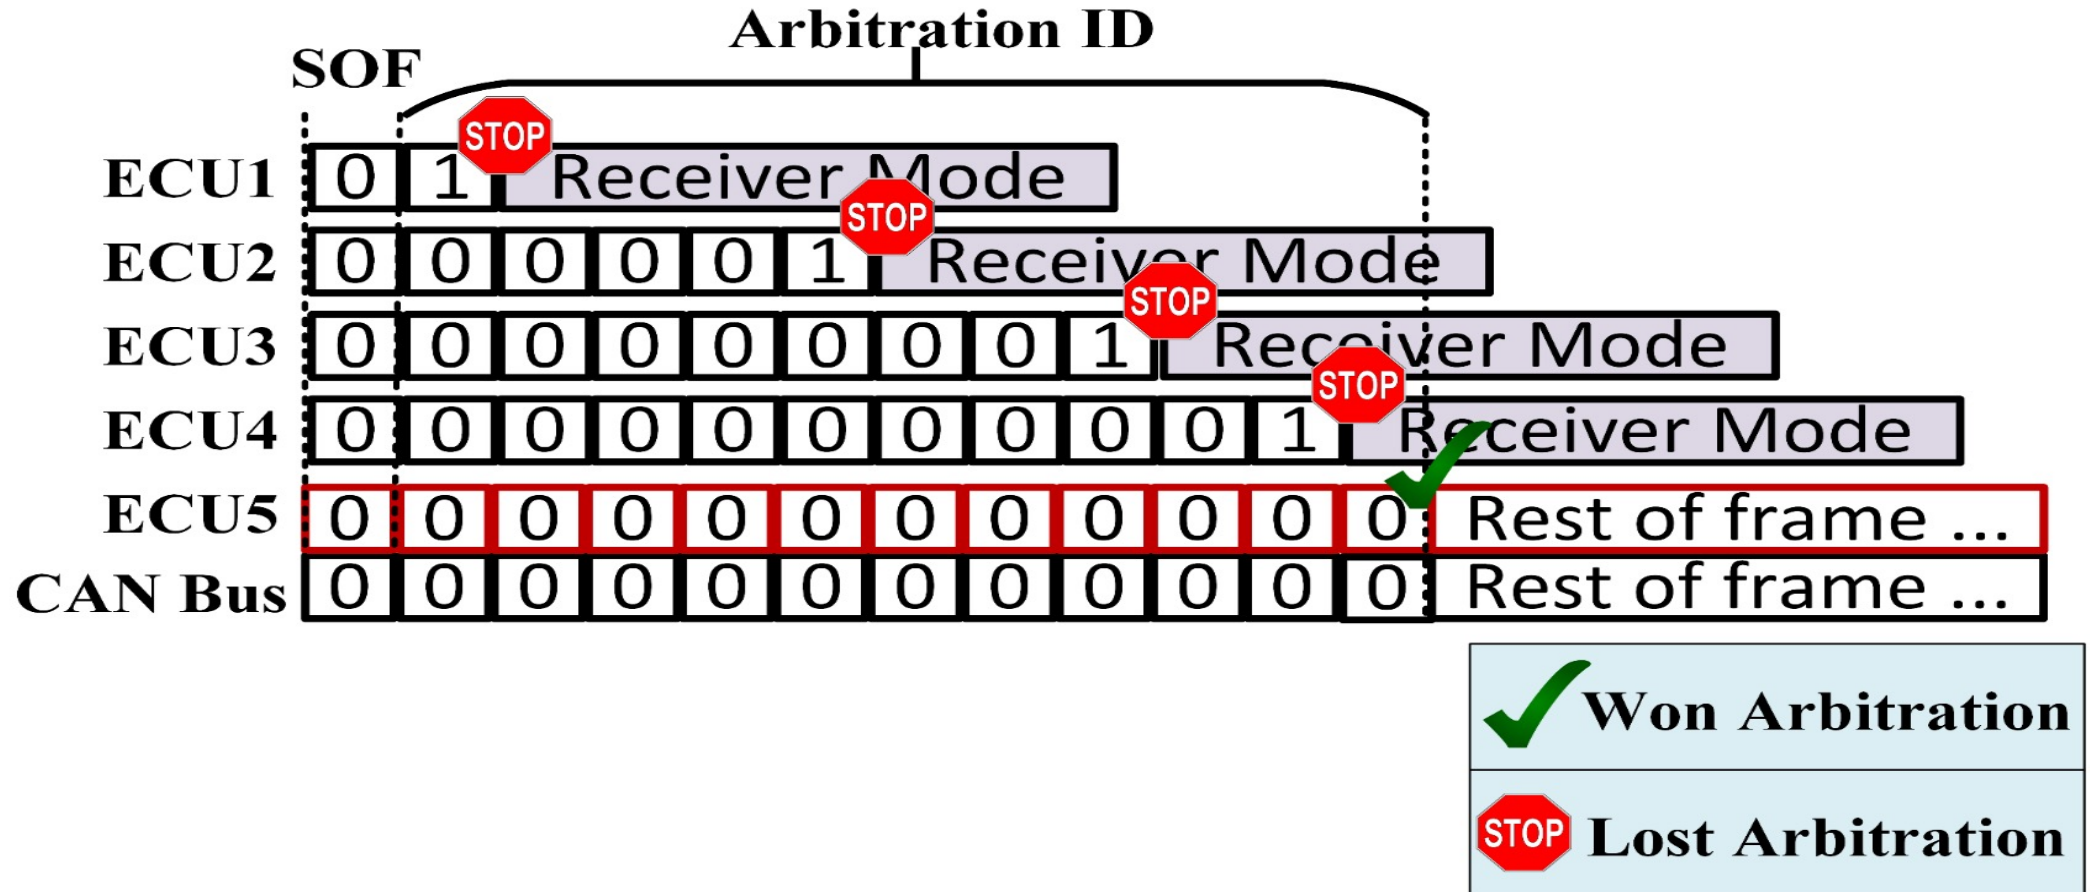 Arbitration ID
SOF
ECU1 0 1 STOP Receiver Mode
ECU2 0 0 0 0 0 1 STOP Receiver Mode
ECU3 0 0 0 0 0 0 0 0 1 STOP Receiver Mode
ECU4 0 0 0 0 0 0 0 0 0 0 1 STOP Receiver Mode
ECU5 0 0 0 0 0 0 0 0 0 0 0 0 Rest of frame ...
CAN Bus 0 0 0 0 0 0 0 0 0 0 0 0 Rest of frame ...
Won Arbitration
STOP Lost Arbitration